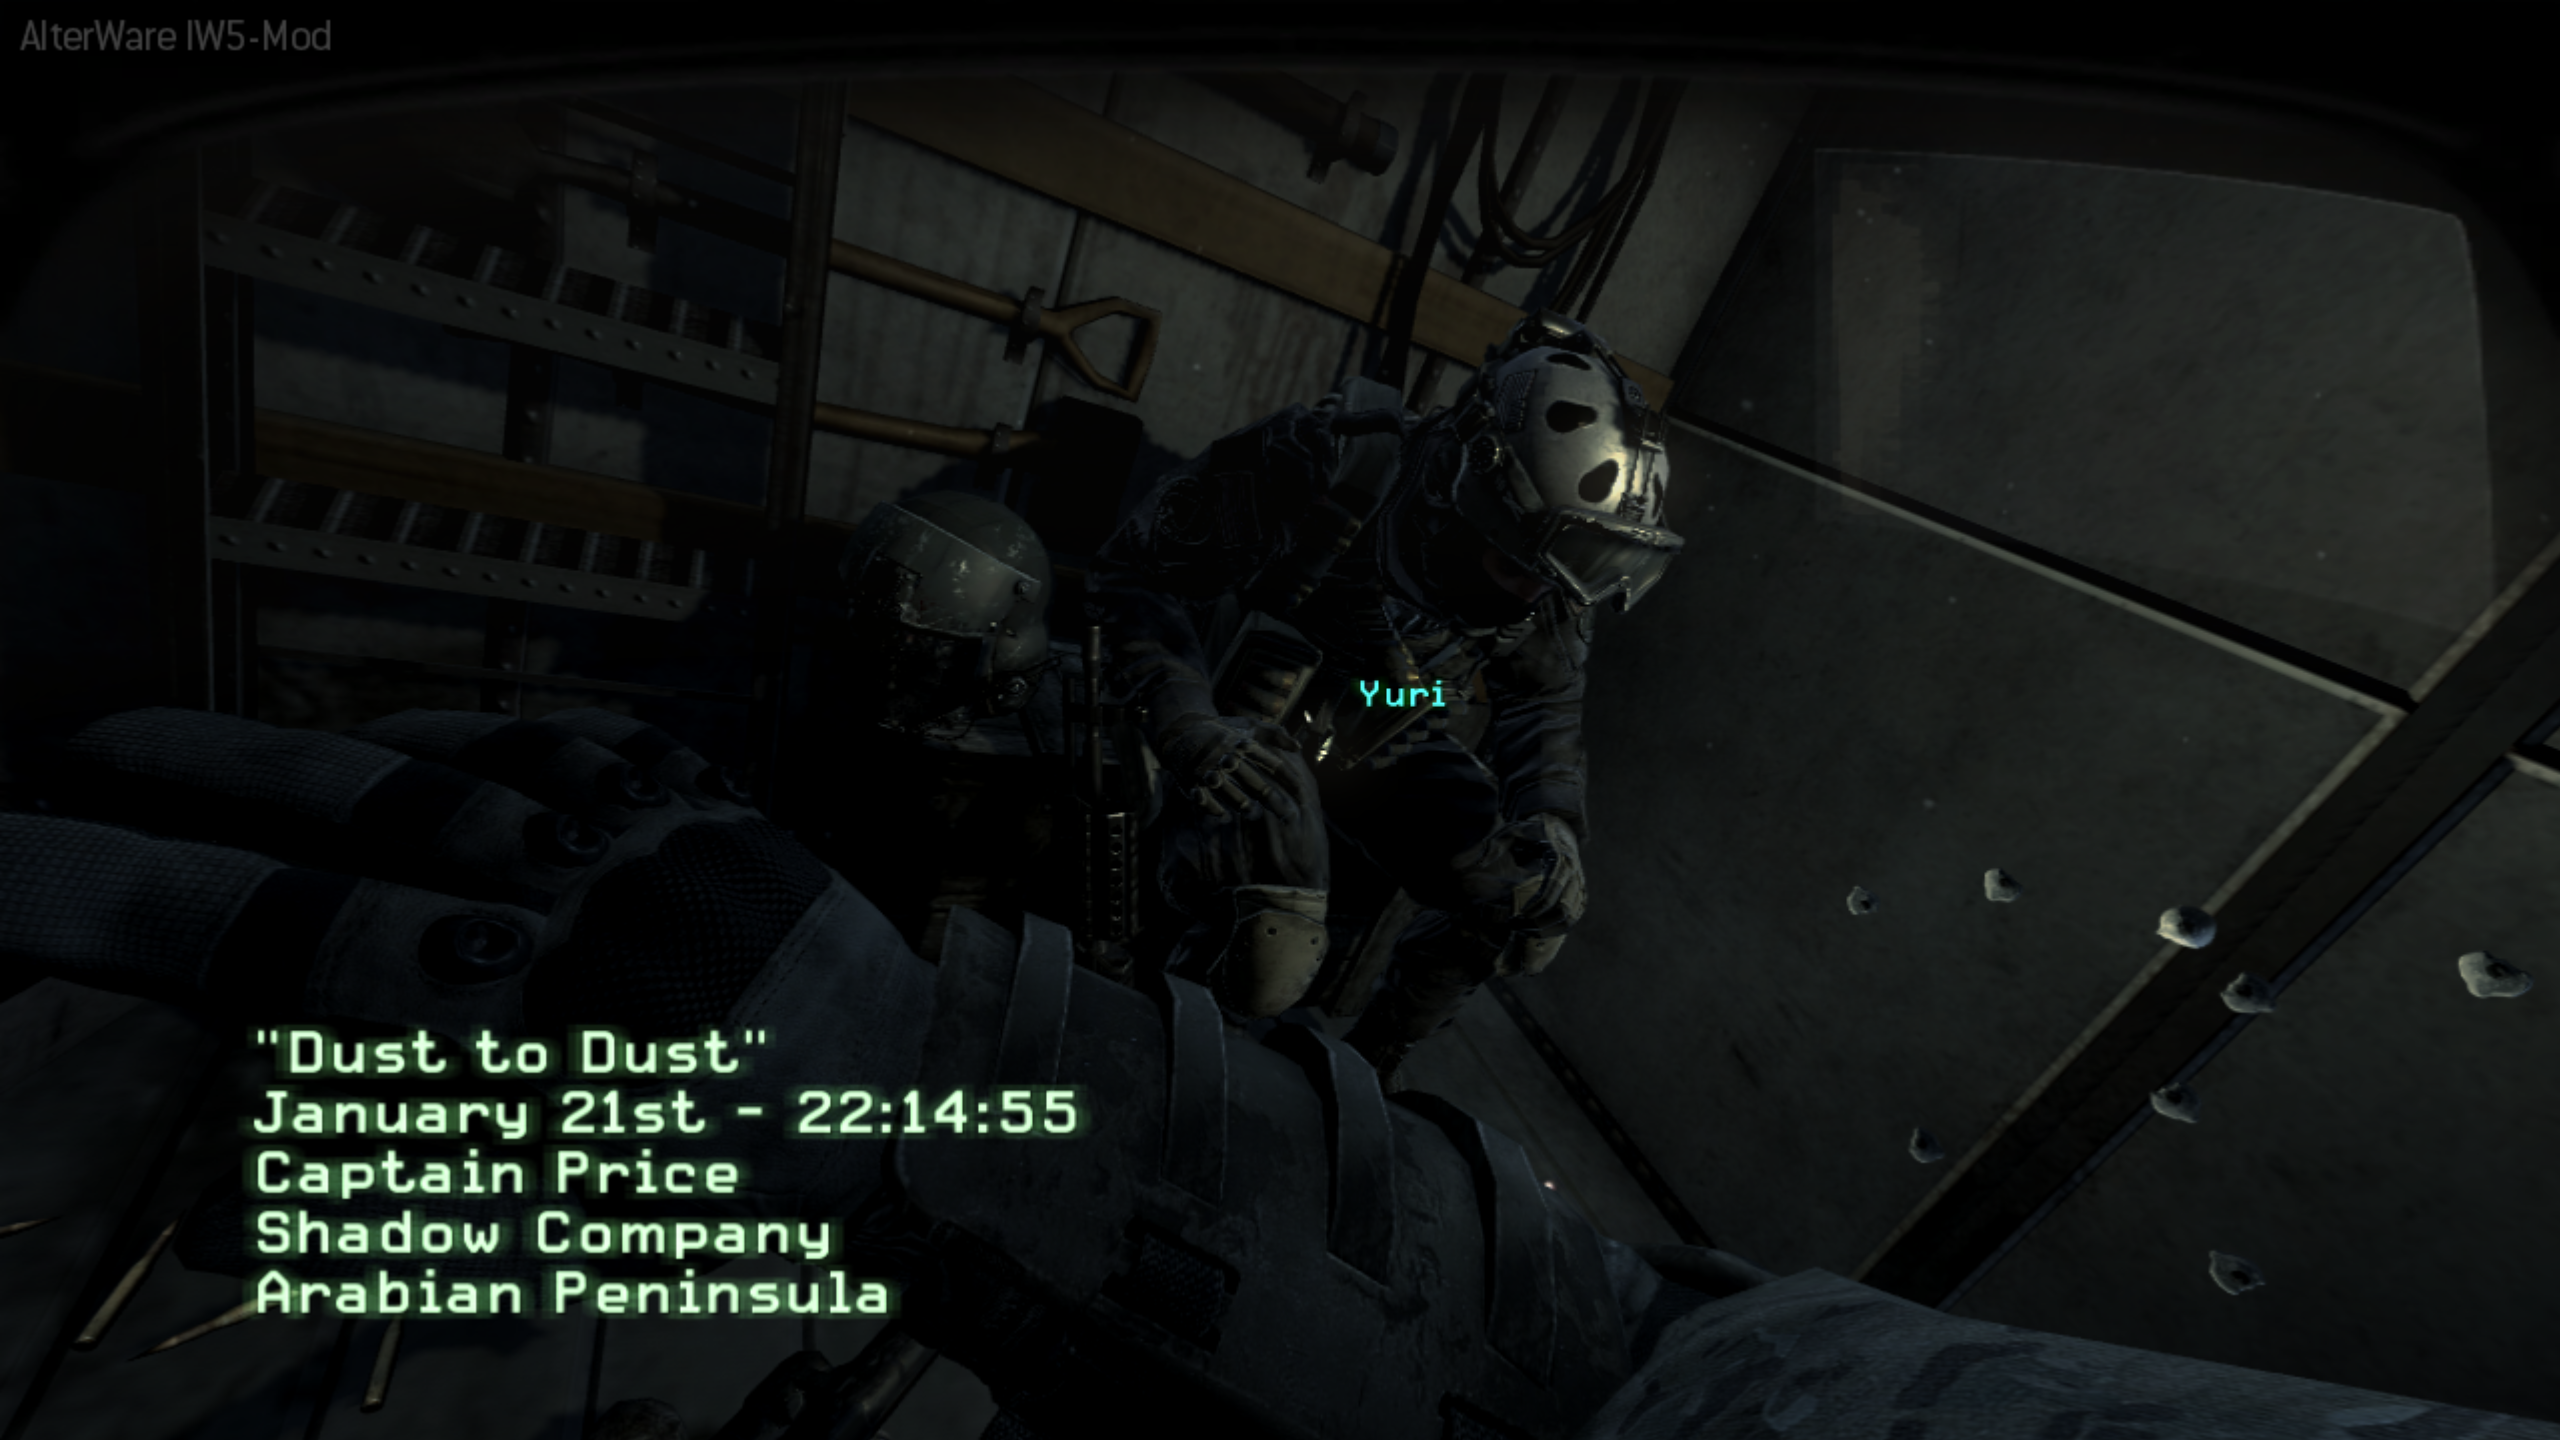 AlterWare IW5-Mod
Yuri
"Dust to Dust"
January 21st - 22:14:55
Captain Price
Shadow Company
Arabian Peninsula